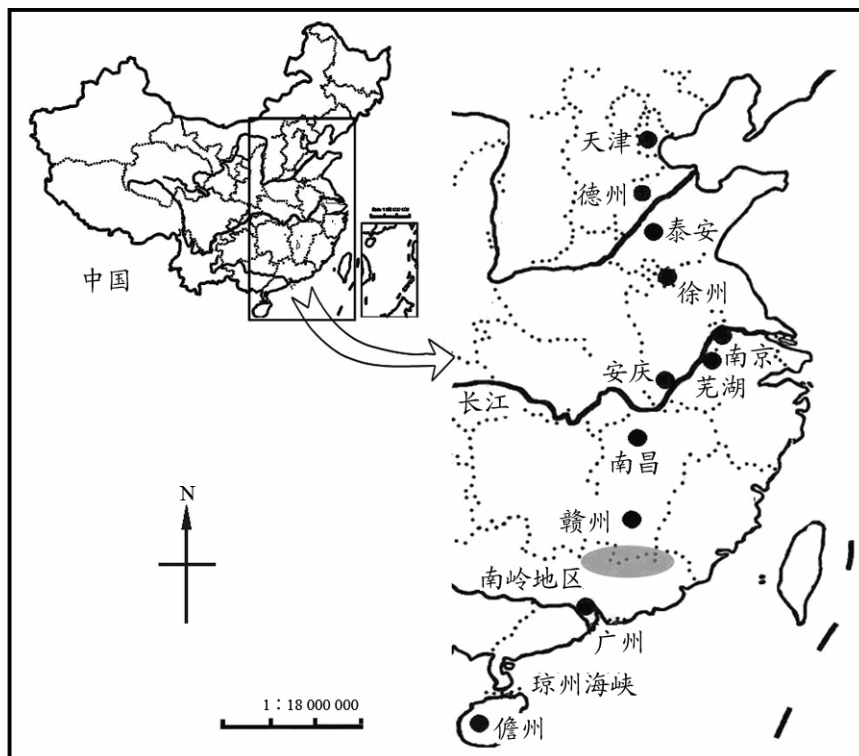 中国
天津
德州
泰安
徐州
南京
芜湖
安庆
长江
南昌
赣州
南岭地区
广州
琼州海峡
儋州
N
1：18 000 000